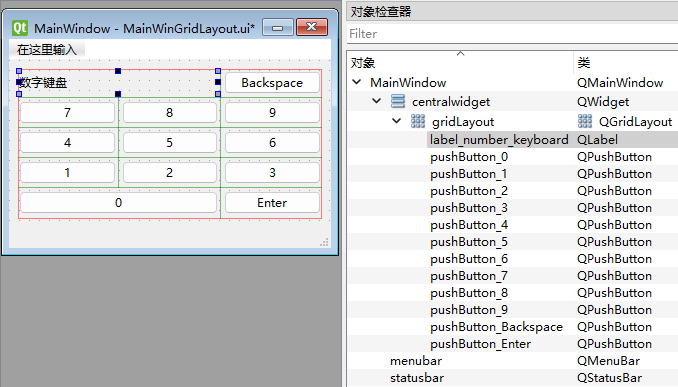 Qt MainWindow - MainWinGridLayout.ui*
在这里输入
数字键盘 Backspace
7 8 9
4 5 6
1 2 3
0 Enter
对象检查器
Filter
对象 类
MainWindow QMainWindow
centralwidget QWidget
gridLayout QGridLayout
label_number_keyboard QLabel
pushButton_0 QPushButton
pushButton_1 QPushButton
pushButton_2 QPushButton
pushButton_3 QPushButton
pushButton_4 QPushButton
pushButton_5 QPushButton
pushButton_6 QPushButton
pushButton_7 QPushButton
pushButton_8 QPushButton
pushButton_9 QPushButton
pushButton_Backspace QPushButton
pushButton_Enter QPushButton
menubar QMenuBar
statusbar QStatusBar